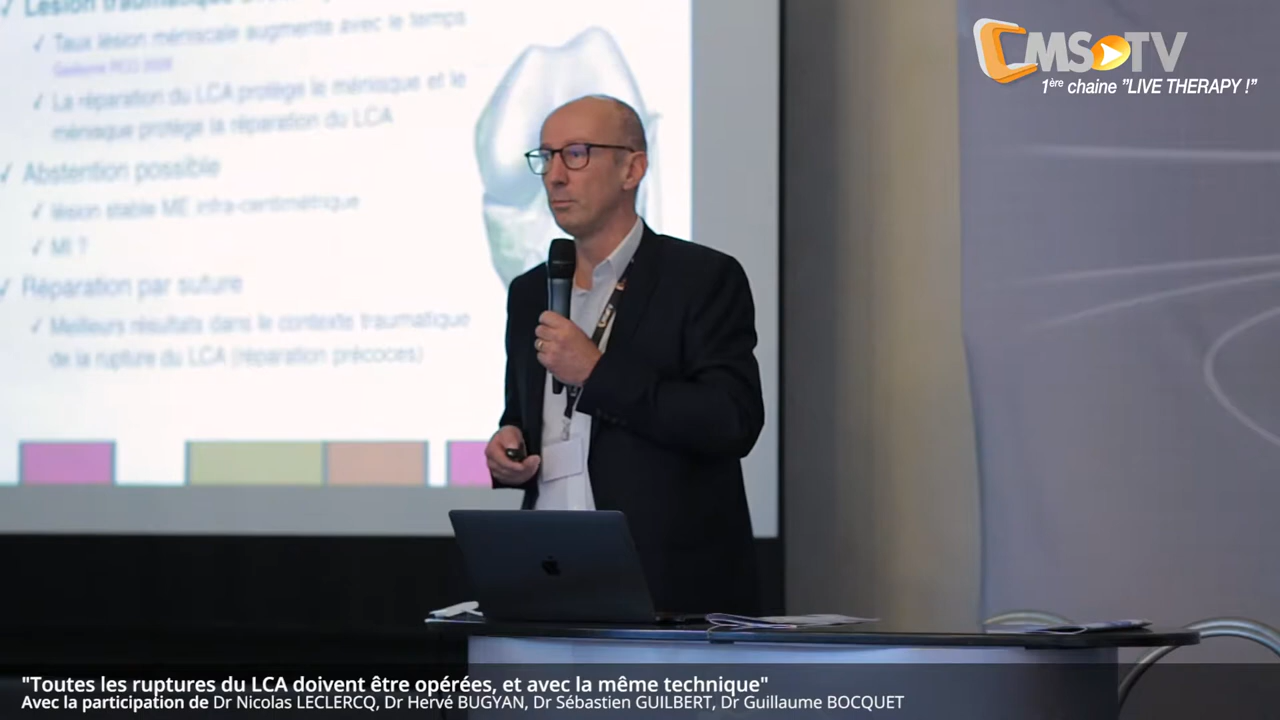 ✓ Lésion traumatique
✓ Taux lésion méniscale augmente avec le temps
✓ La réparation du LCA protège le ménisque et le
ménisque protège la réparation du LCA
✓ Abstention possible
✓ lésion stable ME infra-centimétrique
✓ MI ?
✓ Réparation par suture
✓ Meilleurs résultats dans le contexte traumatique
de la rupture du LCA (réparation précoces)
CMS TV
1ère chaine "LIVE THERAPY !"
"Toutes les ruptures du LCA doivent être opérées, et avec la même technique"
Avec la participation de Dr Nicolas LECLERCQ, Dr Hervé BUGYAN, Dr Sébastien GUILBERT, Dr Guillaume BOCQUET